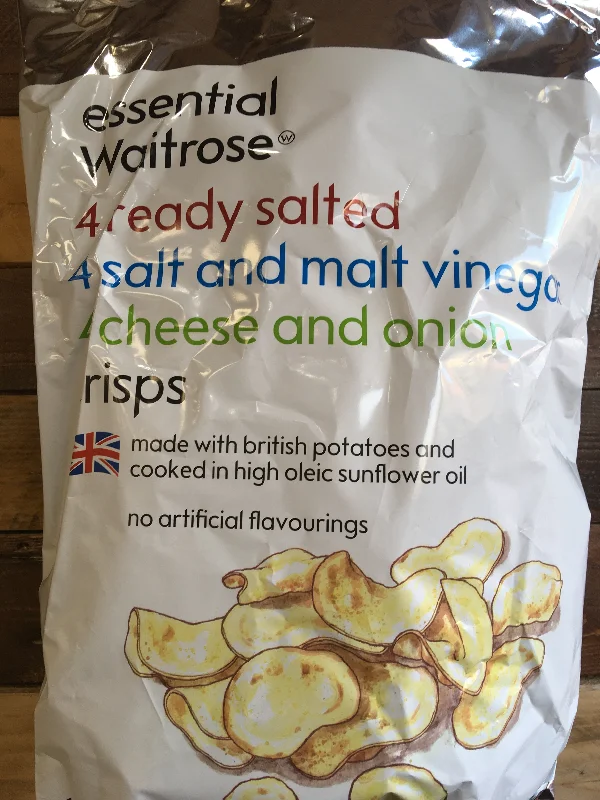 essential
Waitrose
4 ready salted
4 salt and malt vinega
4 cheese and onion
risps
made with british potatoes and
cooked in high oleic sunflower oil
no artificial flavourings